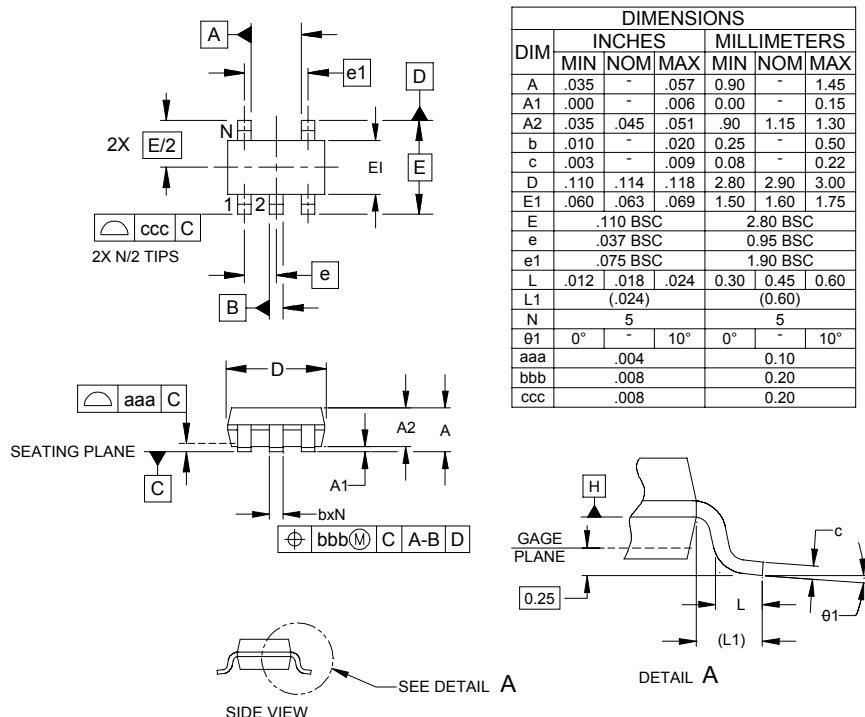 A
e1
D
N
2X E/2
EI
E
1 2
ccc C
2X N/2 TIPS
e
B
D
aaa C
A2 A
SEATING PLANE
C
A1
bxN
⌖ bbbⓂ C A-B D
SIDE VIEW
SEE DETAIL A
DIMENSIONS
DIM INCHES MILLIMETERS
MIN NOM MAX MIN NOM MAX
A .035 - .057 0.90 - 1.45
A1 .000 - .006 0.00 - 0.15
A2 .035 .045 .051 .90 1.15 1.30
b .010 - .020 0.25 - 0.50
c .003 - .009 0.08 - 0.22
D .110 .114 .118 2.80 2.90 3.00
E1 .060 .063 .069 1.50 1.60 1.75
E .110 BSC 2.80 BSC
e .037 BSC 0.95 BSC
e1 .075 BSC 1.90 BSC
L .012 .018 .024 0.30 0.45 0.60
L1 (.024) (0.60)
N 5 5
θ1 0° - 10° 0° - 10°
aaa .004 0.10
bbb .008 0.20
ccc .008 0.20
H
c
GAGE
PLANE
0.25
L
θ1
(L1)
DETAIL A